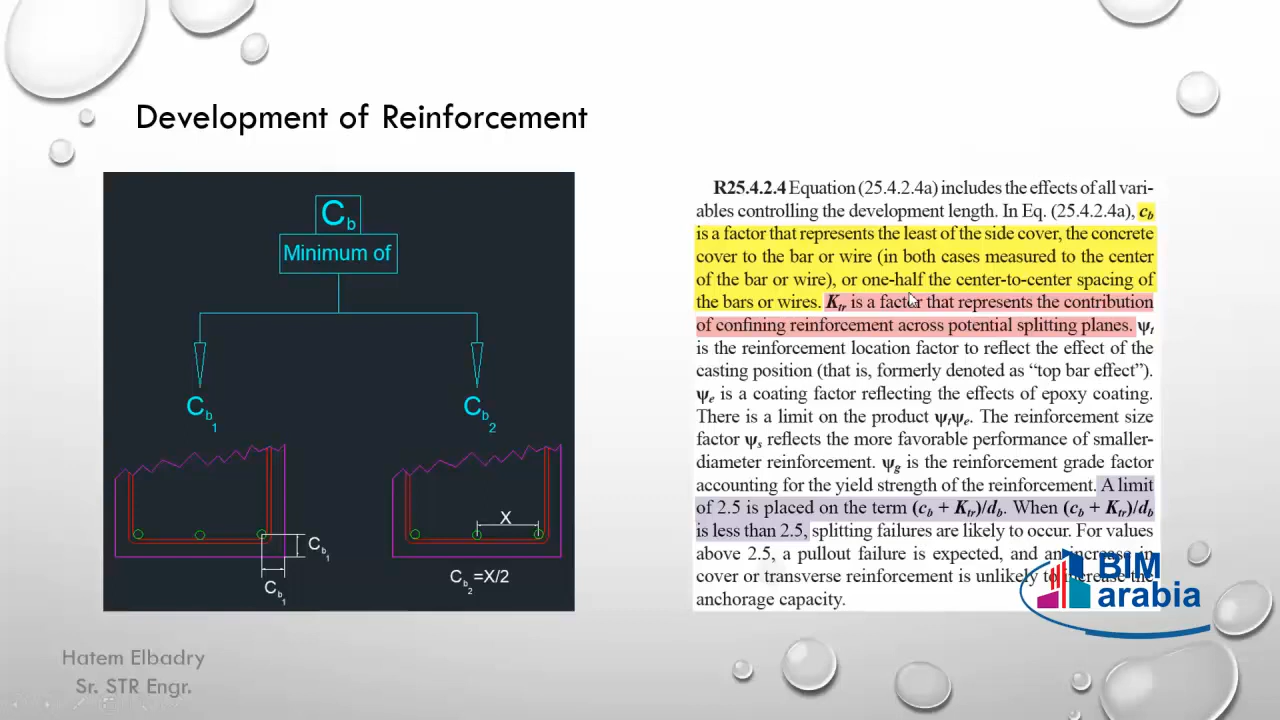 Development of Reinforcement
Cb
Minimum of
Cb1
Cb2
X
Cb1
Cb1
Cb2=X/2
R25.4.2.4 Equation (25.4.2.4a) includes the effects of all vari-
ables controlling the development length. In Eq. (25.4.2.4a), cb
is a factor that represents the least of the side cover, the concrete
cover to the bar or wire (in both cases measured to the center
of the bar or wire), or one-half the center-to-center spacing of
the bars or wires. Ktr is a factor that represents the contribution
of confining reinforcement across potential splitting planes. ψt
is the reinforcement location factor to reflect the effect of the
casting position (that is, formerly denoted as “top bar effect”).
ψe is a coating factor reflecting the effects of epoxy coating.
There is a limit on the product ψtψe. The reinforcement size
factor ψs reflects the more favorable performance of smaller-
diameter reinforcement. ψg is the reinforcement grade factor
accounting for the yield strength of the reinforcement. A limit
of 2.5 is placed on the term (cb + Ktr)/db. When (cb + Ktr)/db
is less than 2.5, splitting failures are likely to occur. For values
above 2.5, a pullout failure is expected, and an increase in
cover or transverse reinforcement is unlikely to increase the
anchorage capacity.
BIM
arabia
Hatem Elbadry
Sr. STR Engr.